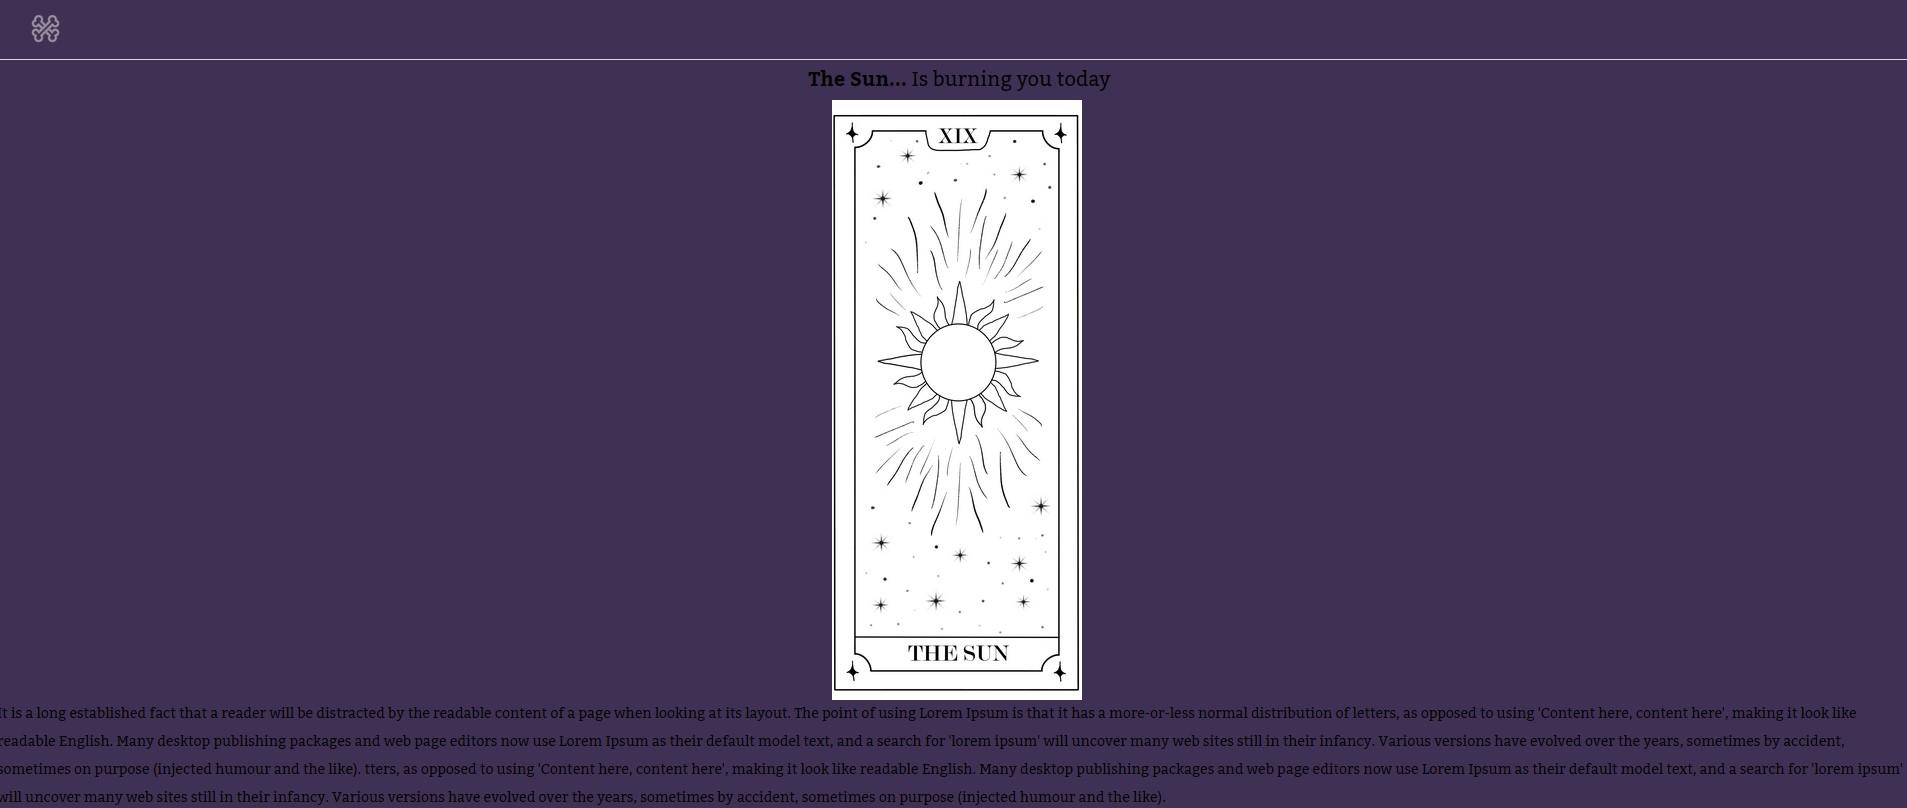 The Sun... Is burning you today
XIX
THE SUN
It is a long established fact that a reader will be distracted by the readable content of a page when looking at its layout. The point of using Lorem Ipsum is that it has a more-or-less normal distribution of letters, as opposed to using 'Content here, content here', making it look like
readable English. Many desktop publishing packages and web page editors now use Lorem Ipsum as their default model text, and a search for 'lorem ipsum' will uncover many web sites still in their infancy. Various versions have evolved over the years, sometimes by accident,
sometimes on purpose (injected humour and the like). tters, as opposed to using 'Content here, content here', making it look like readable English. Many desktop publishing packages and web page editors now use Lorem Ipsum as their default model text, and a search for 'lorem ipsum'
will uncover many web sites still in their infancy. Various versions have evolved over the years, sometimes by accident, sometimes on purpose (injected humour and the like).